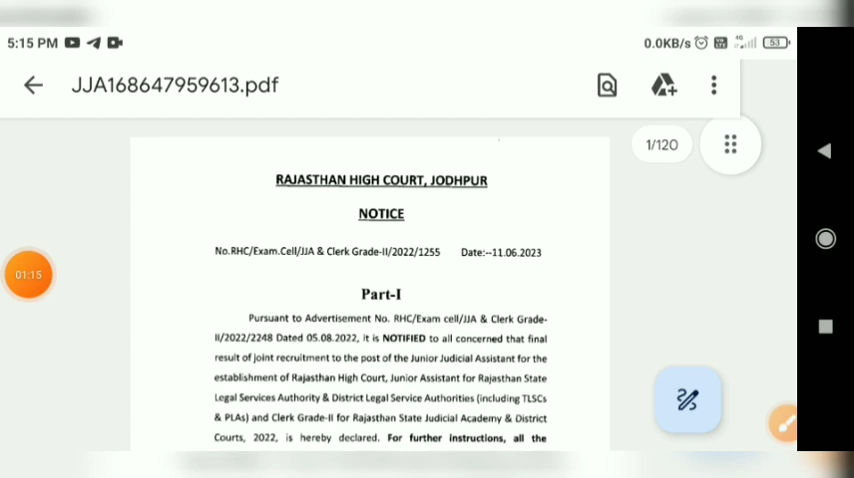 5:15 PM
0.0KB/s 4G 53
JJA168647959613.pdf
1/120
RAJASTHAN HIGH COURT, JODHPUR
NOTICE
No.RHC/Exam.Cell/JJA & Clerk Grade-II/2022/1255 Date:--11.06.2023
01:15
Part-I
Pursuant to Advertisement No. RHC/Exam cell/JJA & Clerk Grade-
II/2022/2248 Dated 05.08.2022, it is NOTIFIED to all concerned that final
result of joint recruitment to the post of the Junior Judicial Assistant for the
establishment of Rajasthan High Court, Junior Assistant for Rajasthan State
Legal Services Authority & District Legal Service Authorities (including TLSCs
& PLAs) and Clerk Grade-II for Rajasthan State Judicial Academy & District
Courts, 2022, is hereby declared. For further instructions, all the